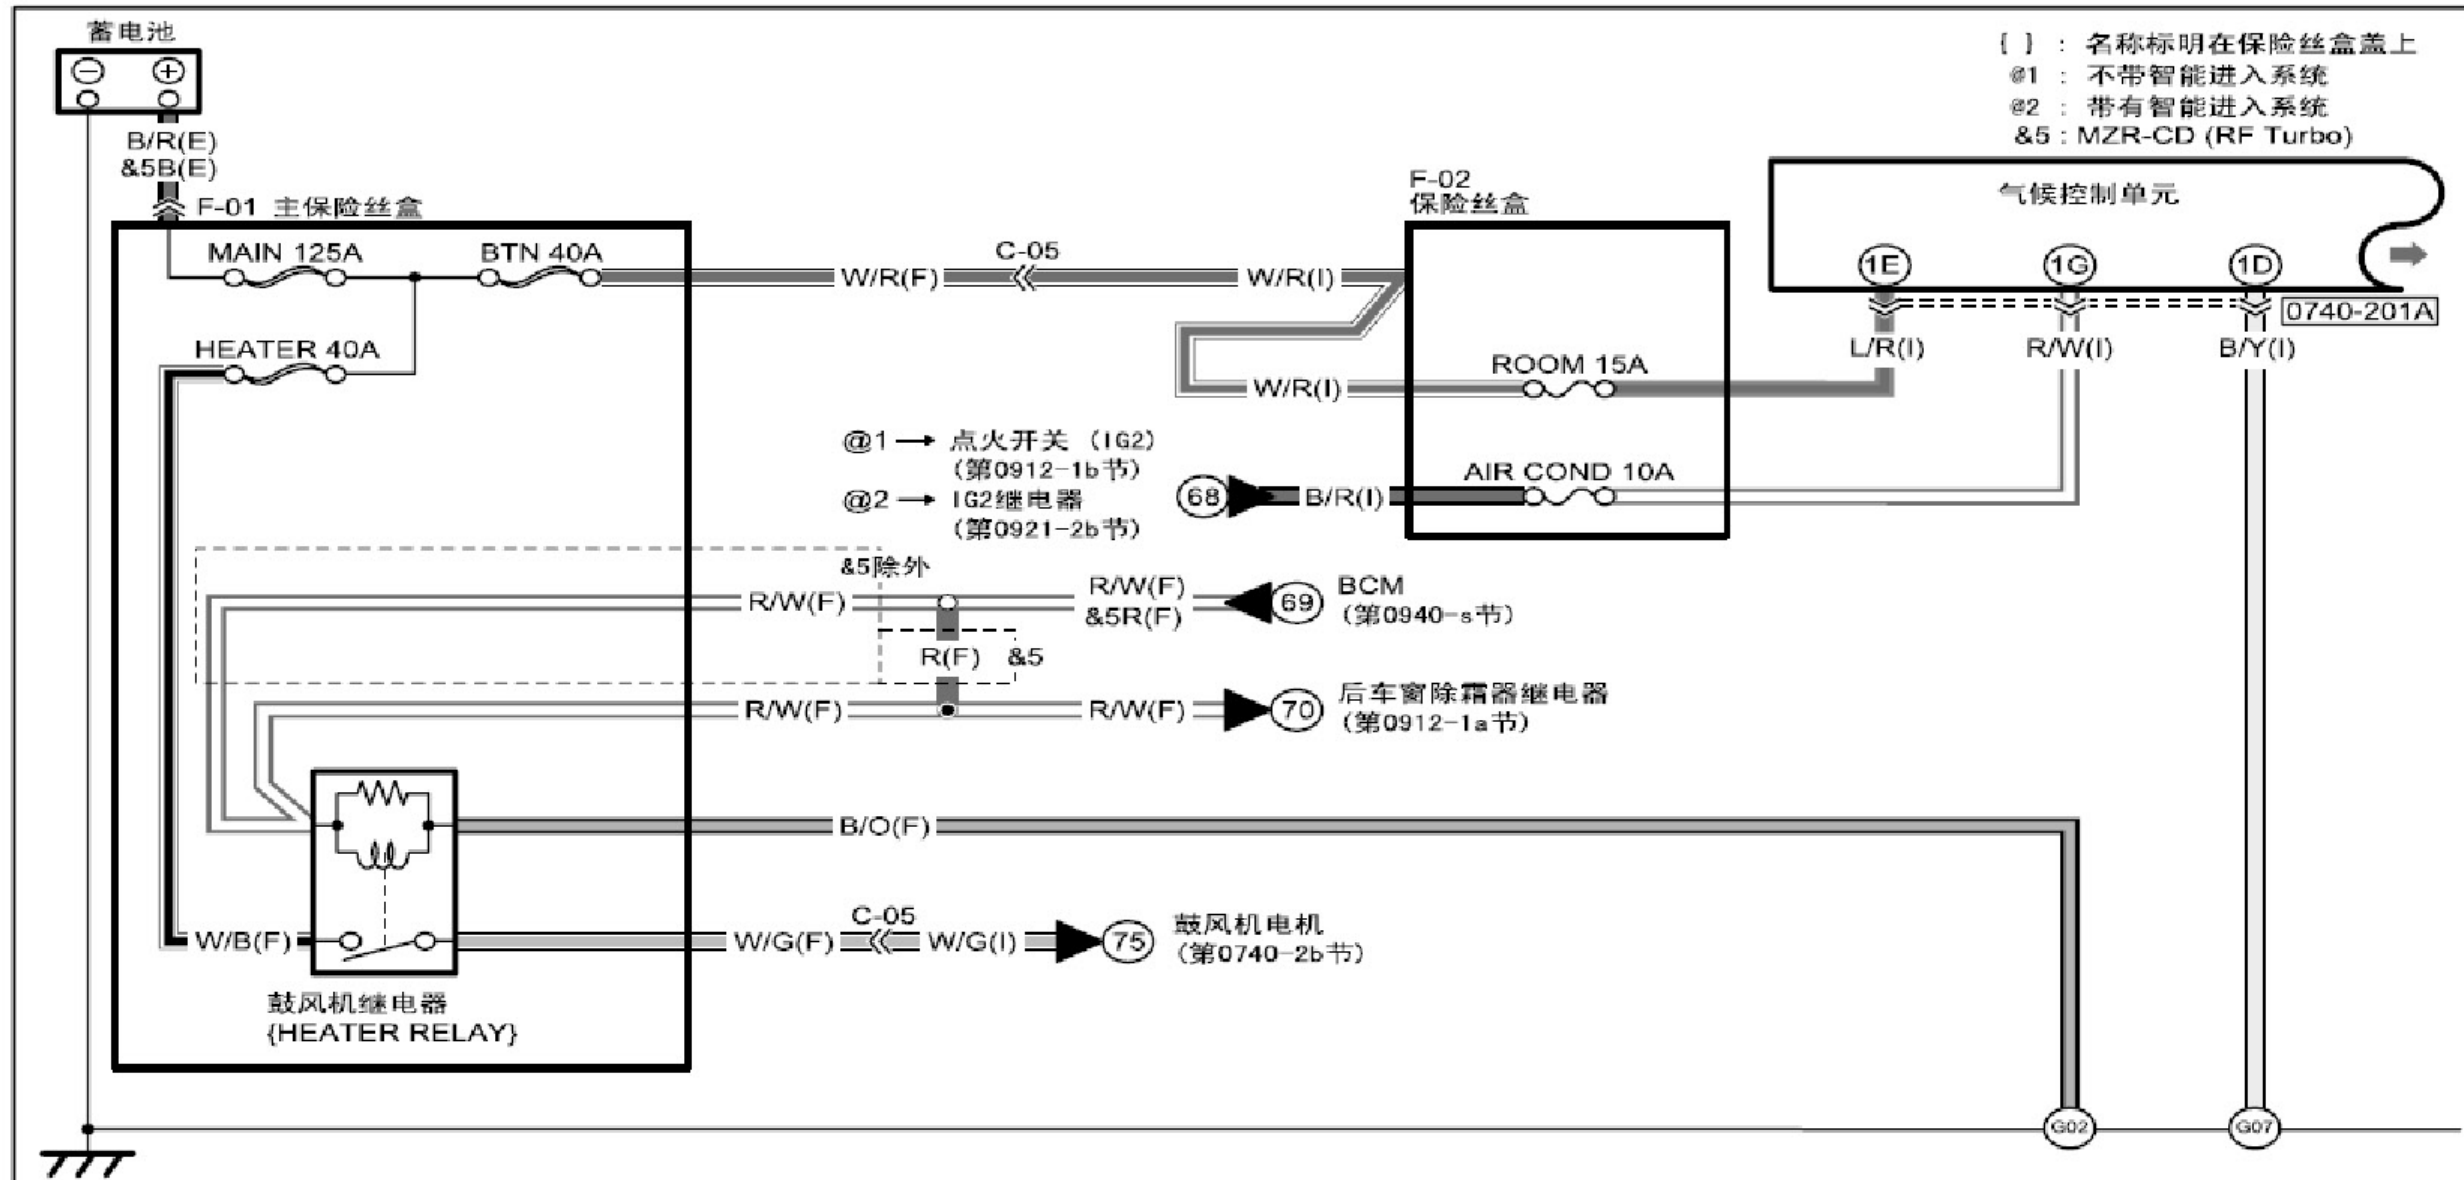 蓄电池
{ } : 名称标明在保险丝盒盖上
@1 : 不带智能进入系统
@2 : 带有智能进入系统
&5 : MZR-CD (RF Turbo)
B/R(E)
&5B(E)
F-01 主保险丝盒
F-02
保险丝盒
气候控制单元
MAIN 125A
BTN 40A
W/R(F)
C-05
W/R(I)
1E
1G
1D
0740-201A
HEATER 40A
L/R(I)
R/W(I)
B/Y(I)
ROOM 15A
W/R(I)
@1 → 点火开关 (IG2)
(第0912-1b节)
@2 → IG2继电器
(第0921-2b节)
68
B/R(I)
AIR COND 10A
&5除外
R/W(F)
R/W(F)
&5R(F)
69
BCM
(第0940-s节)
R(F)
&5
R/W(F)
R/W(F)
70
后车窗除霜器继电器
(第0912-1a节)
B/O(F)
W/B(F)
W/G(F)
C-05
W/G(I)
75
鼓风机电机
(第0740-2b节)
鼓风机继电器
{HEATER RELAY}
G02
G07